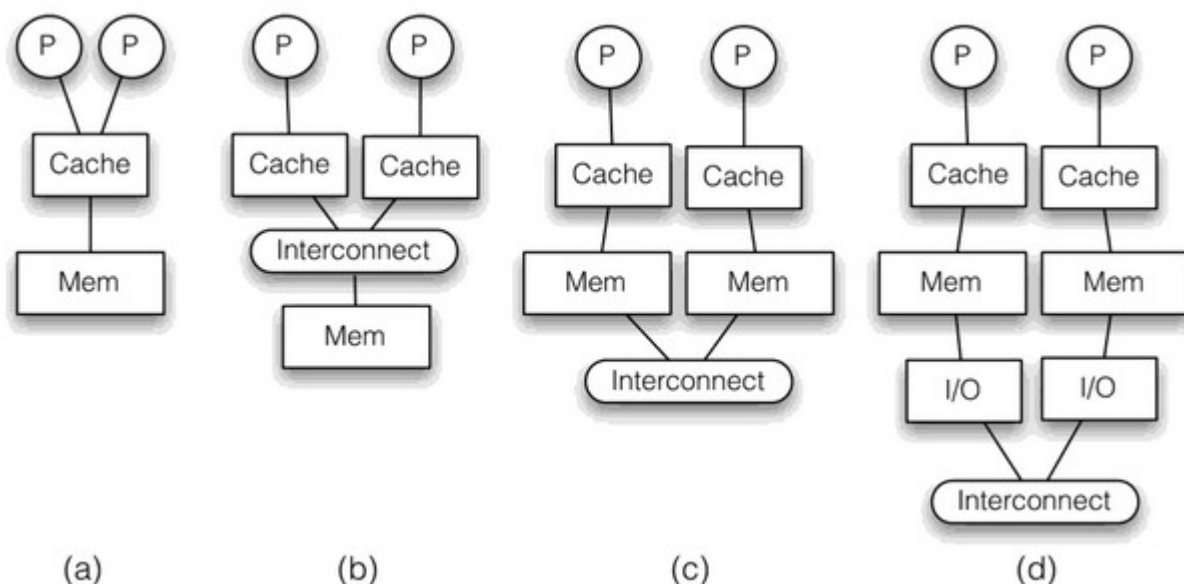 P P
Cache
Mem
(a)
P P
Cache Cache
Interconnect
Mem
(b)
P P
Cache Cache
Mem Mem
Interconnect
(c)
P P
Cache Cache
Mem Mem
I/O I/O
Interconnect
(d)